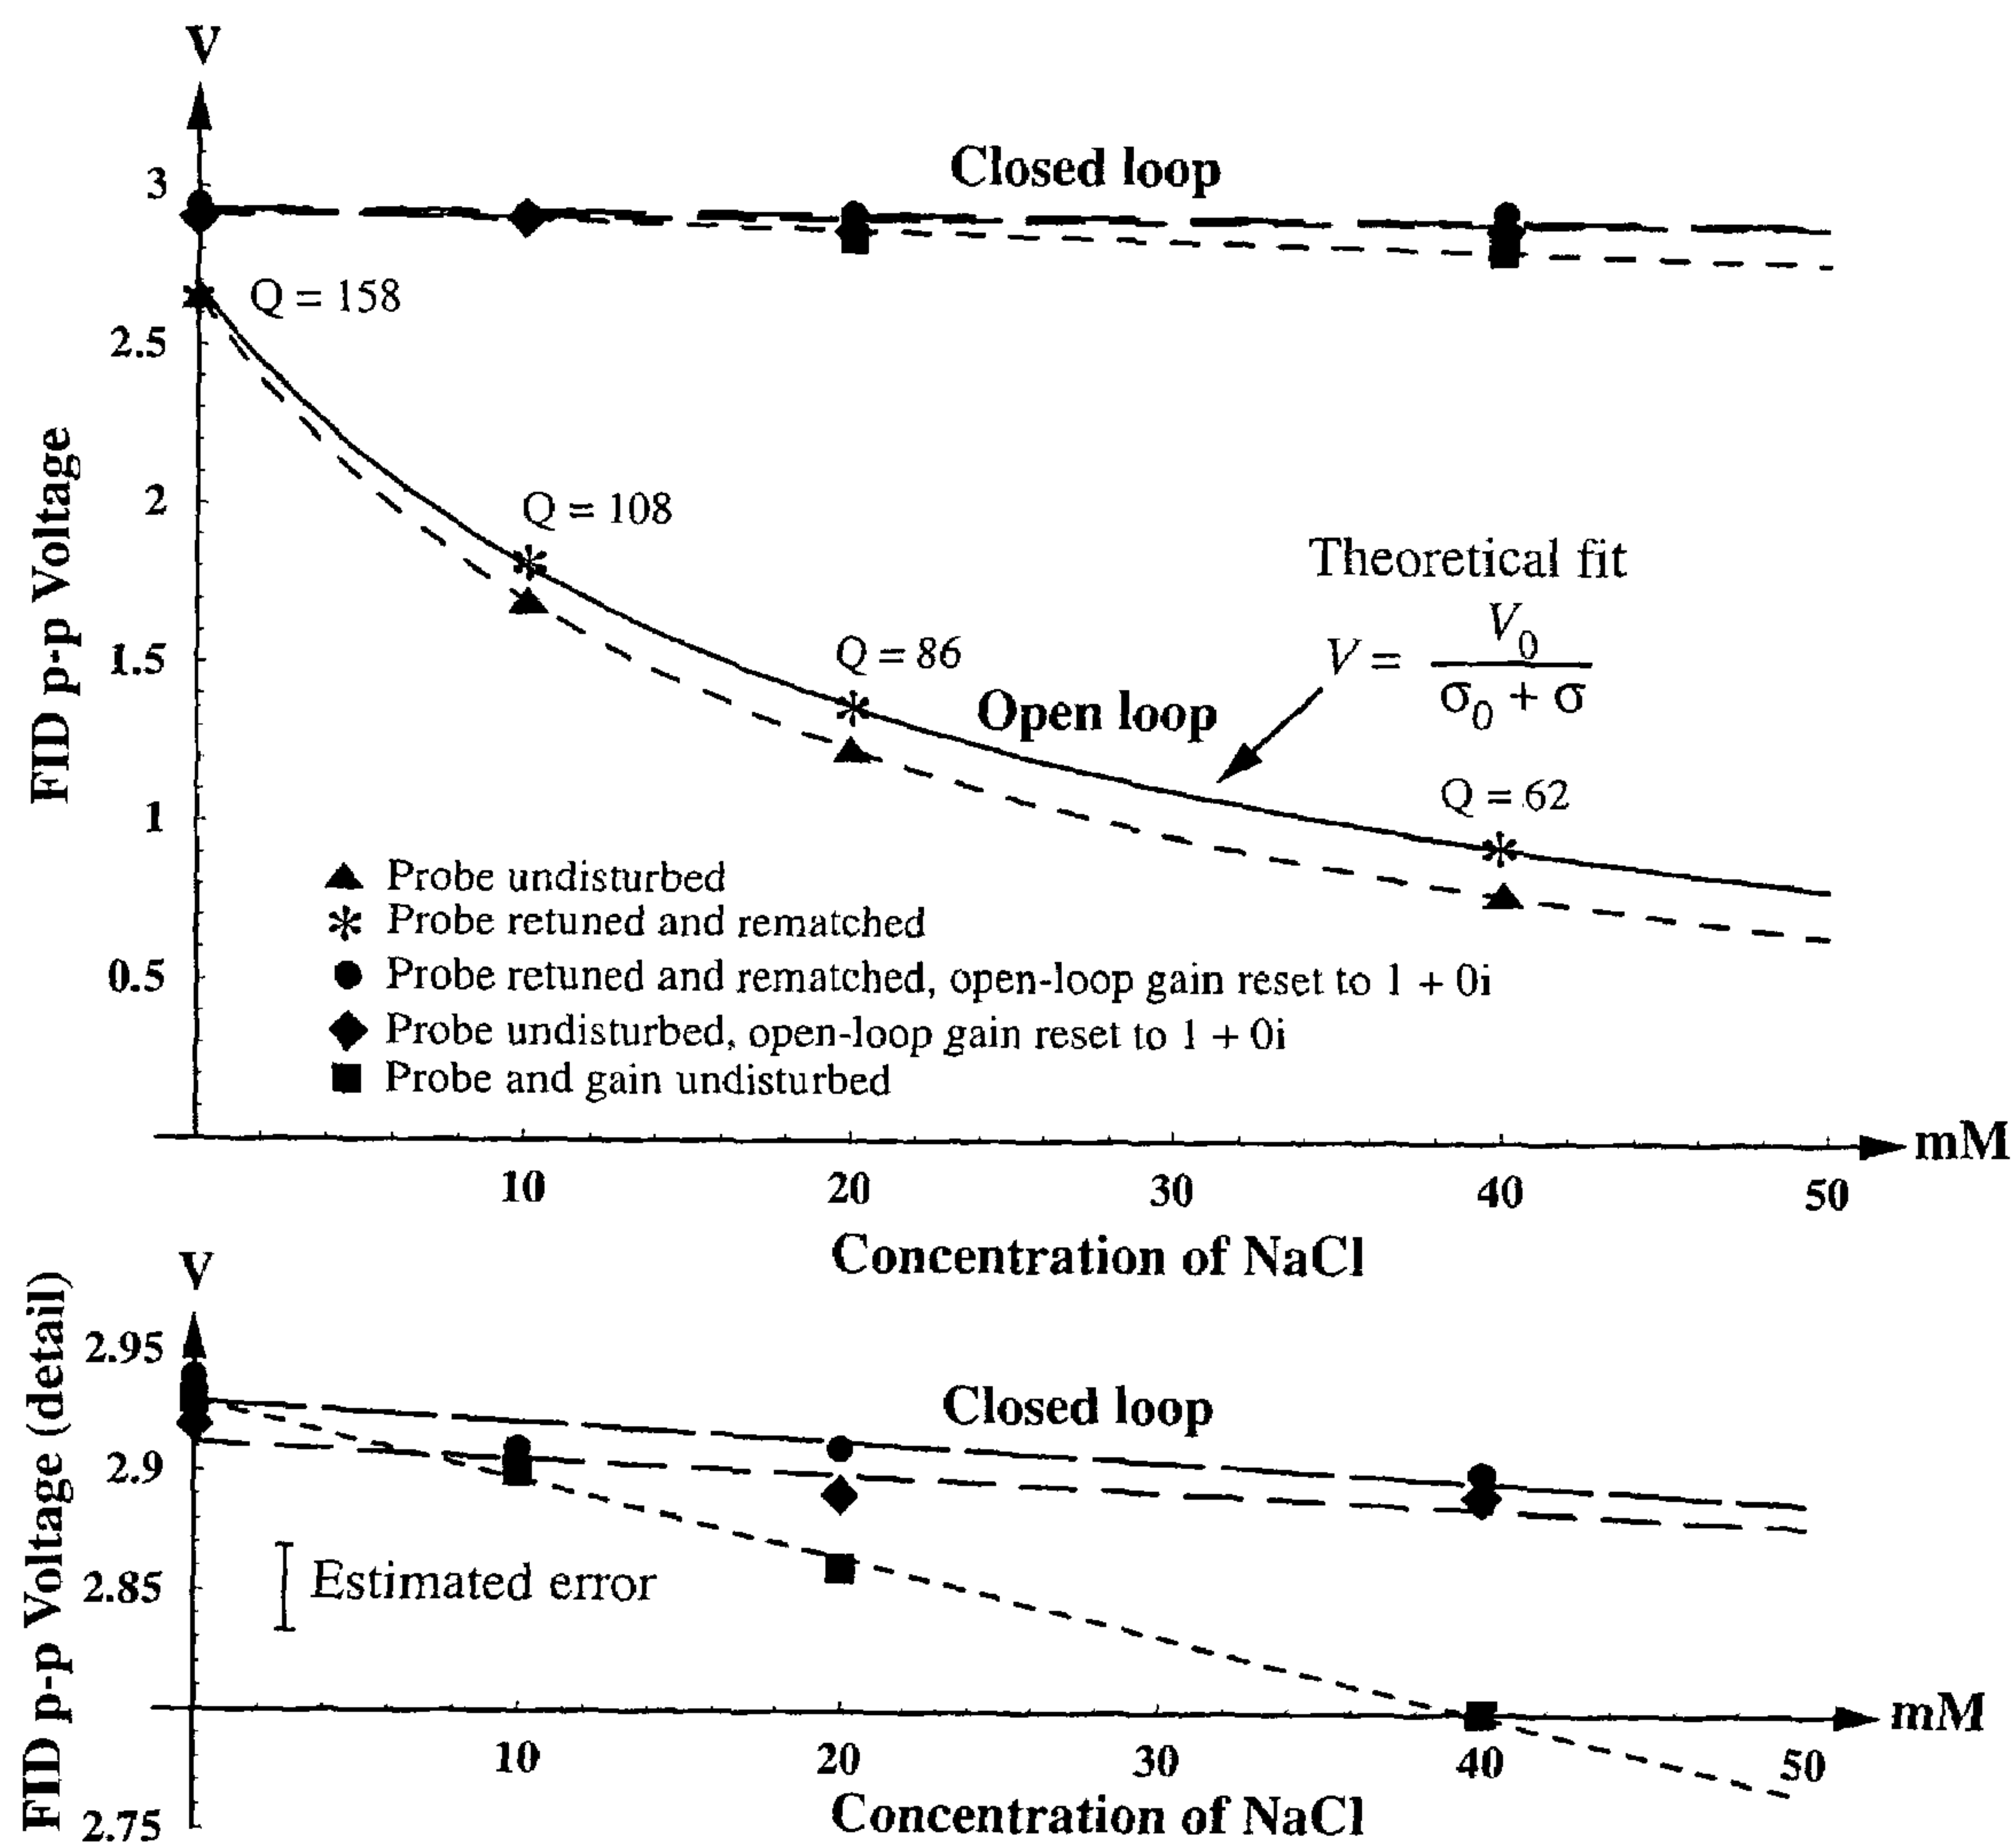 V
3
2.5
2
1.5
1
0.5
FID p-p Voltage
Closed loop
Q = 158
Q = 108
Q = 86
Q = 62
Open loop
Theoretical fit
V = V0 / σ0 + σ
▲ Probe undisturbed
* Probe retuned and rematched
● Probe retuned and rematched, open-loop gain reset to 1 + 0i
◆ Probe undisturbed, open-loop gain reset to 1 + 0i
■ Probe and gain undisturbed
10 20 30 40 50
mM
Concentration of NaCl
V
2.95
2.9
2.85
2.75
FID p-p Voltage (detail)
Closed loop
Estimated error
10 20 30 40 50
mM
Concentration of NaCl